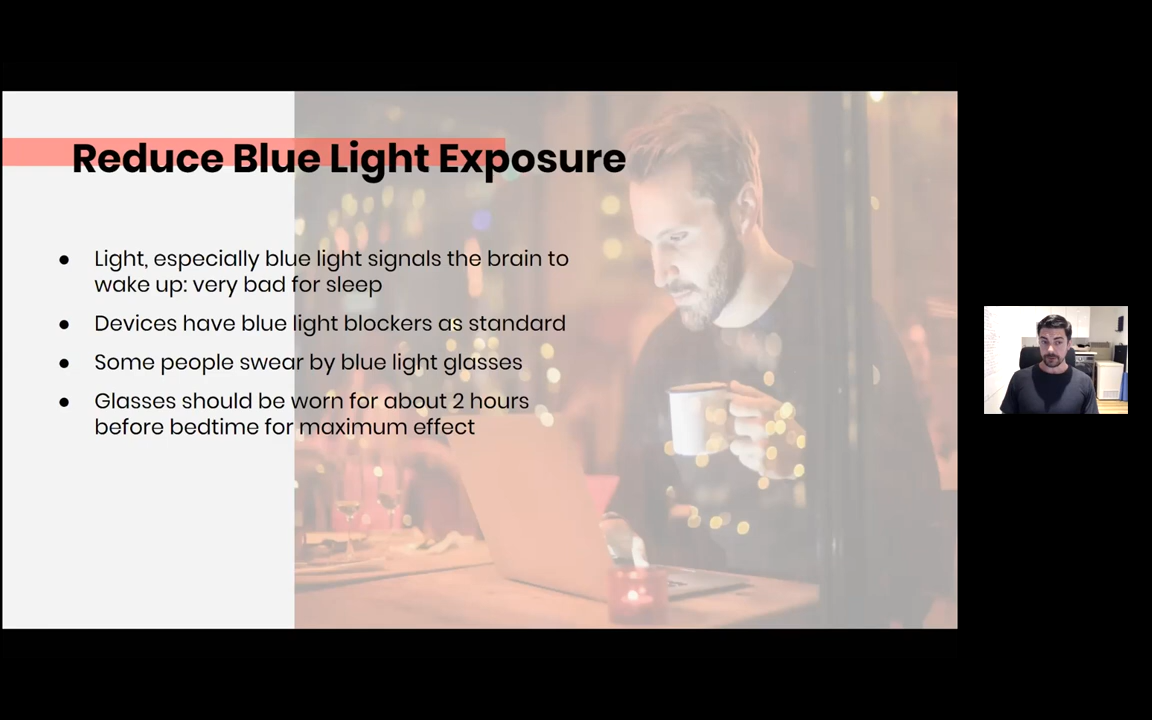 Reduce Blue Light Exposure
● Light, especially blue light signals the brain to
wake up: very bad for sleep
● Devices have blue light blockers as standard
● Some people swear by blue light glasses
● Glasses should be worn for about 2 hours
before bedtime for maximum effect